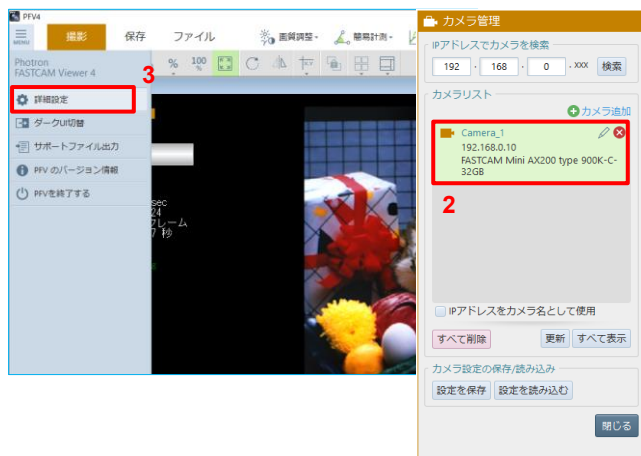 PFV4
MENU
撮影
保存
ファイル
画質調整
簡易計測
Photron
FASTCAM Viewer 4
3
%
100
%
詳細設定
ダークUI切替
サポートファイル出力
PFV のバージョン情報
PFVを終了する
sec
24
フレーム
7 秒
カメラ管理
IPアドレスでカメラを検索
192 . 168 . 0 . xxx 検索
カメラリスト
カメラ追加
Camera_1
192.168.0.10
FASTCAM Mini AX200 type 900K-C-
32GB
2
IPアドレスをカメラ名として使用
すべて削除 更新 すべて表示
カメラ設定の保存/読み込み
設定を保存 設定を読み込む
閉じる